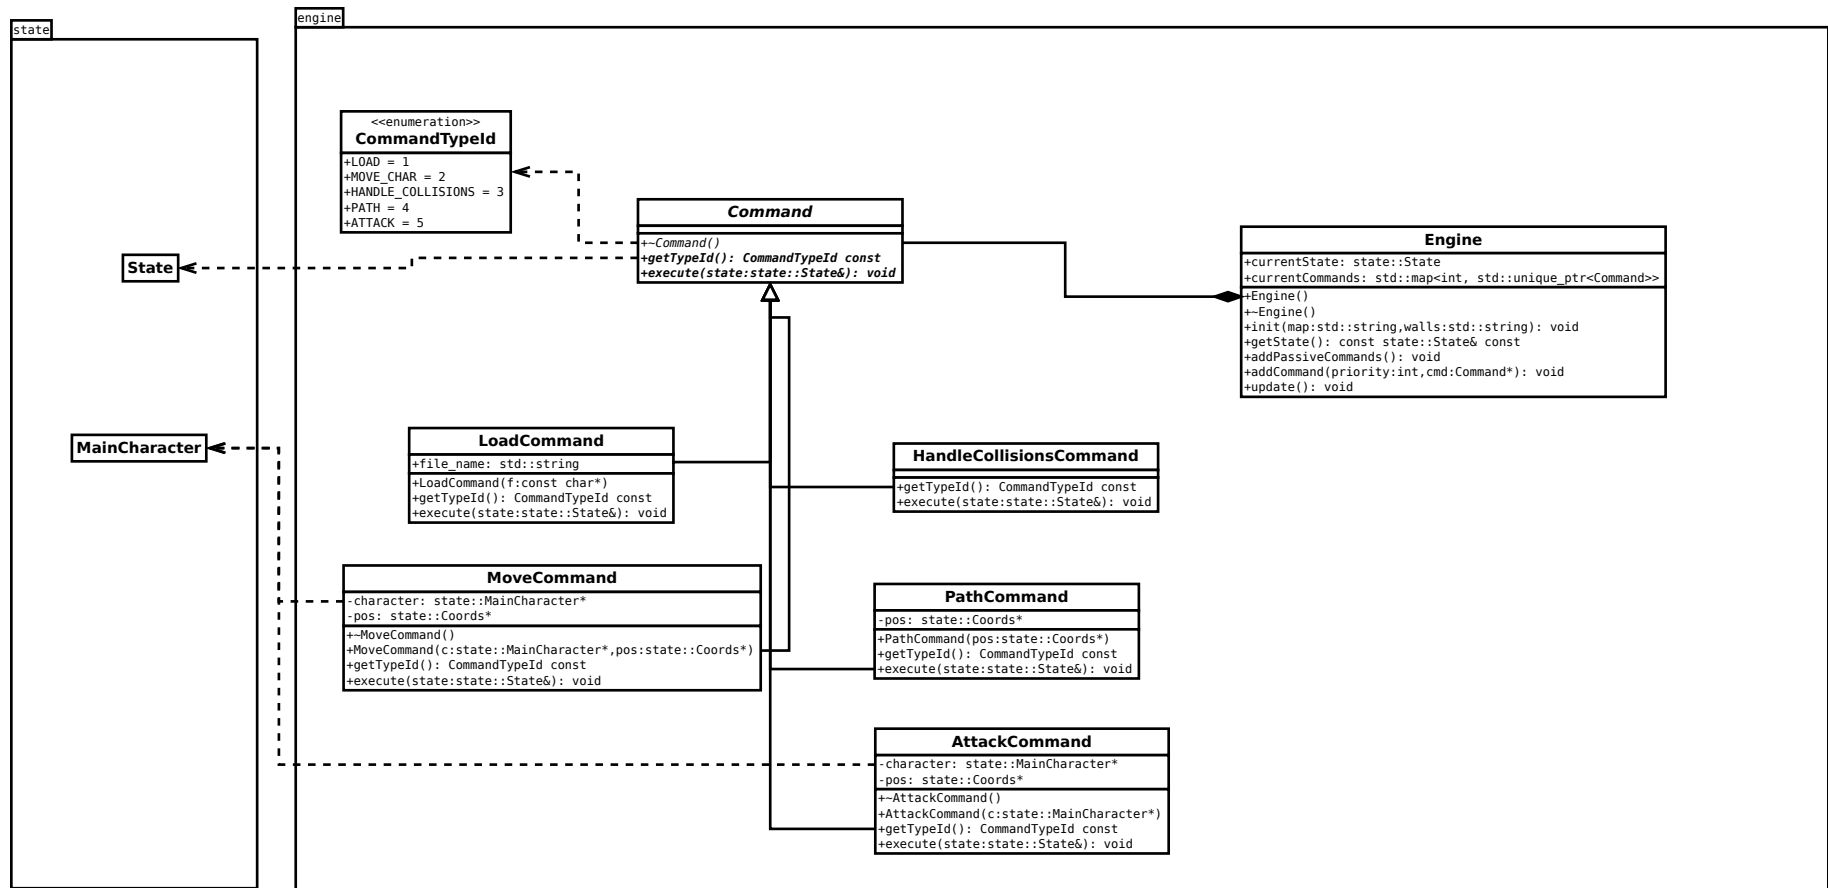 state
engine
<<enumeration>>
CommandTypeId
+LOAD = 1
+MOVE_CHAR = 2
+HANDLE_COLLISIONS = 3
+PATH = 4
+ATTACK = 5
Command
+~Command()
+getTypeId(): CommandTypeId const
+execute(state:state::State&): void
Engine
+currentState: state::State
+currentCommands: std::map<int, std::unique_ptr<Command>>
+Engine()
+~Engine()
+init(map:std::string,walls:std::string): void
+getState(): const state::State& const
+addPassiveCommands(): void
+addCommand(priority:int,cmd:Command*): void
+update(): void
State
MainCharacter
LoadCommand
+file_name: std::string
+LoadCommand(f:const char*)
+getTypeId(): CommandTypeId const
+execute(state:state::State&): void
HandleCollisionsCommand
+getTypeId(): CommandTypeId const
+execute(state:state::State&): void
MoveCommand
-character: state::MainCharacter*
-pos: state::Coords*
+~MoveCommand()
+MoveCommand(c:state::MainCharacter*,pos:state::Coords*)
+getTypeId(): CommandTypeId const
+execute(state:state::State&): void
PathCommand
-pos: state::Coords*
+PathCommand(pos:state::Coords*)
+getTypeId(): CommandTypeId const
+execute(state:state::State&): void
AttackCommand
-character: state::MainCharacter*
-pos: state::Coords*
+~AttackCommand()
+AttackCommand(c:state::MainCharacter*)
+getTypeId(): CommandTypeId const
+execute(state:state::State&): void